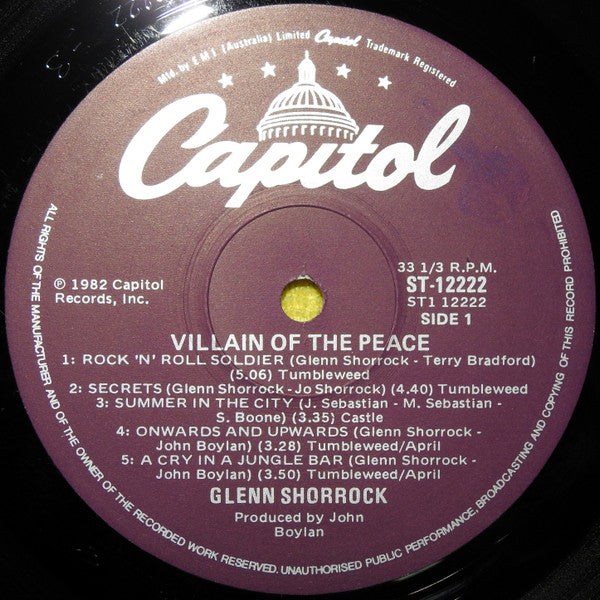 Mfd. by E M I (Australia) Limited Capitol Trademark Registered
Capitol
℗ 1982 Capitol
Records, Inc.
33 1/3 R.P.M.
ST-12222
ST1 12222
SIDE 1
VILLAIN OF THE PEACE
1: ROCK 'N' ROLL SOLDIER (Glenn Shorrock - Terry Bradford)
(5.06) Tumbleweed
2: SECRETS (Glenn Shorrock - Jo Shorrock) (4.40) Tumbleweed
3: SUMMER IN THE CITY (J. Sebastian - M. Sebastian -
S. Boone) (3.35) Castle
4: ONWARDS AND UPWARDS (Glenn Shorrock -
John Boylan) (3.28) Tumbleweed/April
5: A CRY IN A JUNGLE BAR (Glenn Shorrock -
John Boylan) (3.50) Tumbleweed/April
GLENN SHORROCK
Produced by John
Boylan
ALL RIGHTS OF THE MANUFACTURER AND OF THE OWNER OF THE RECORDED WORK RESERVED. UNAUTHORISED PUBLIC PERFORMANCE, BROADCASTING AND COPYING OF THIS RECORD PROHIBITED